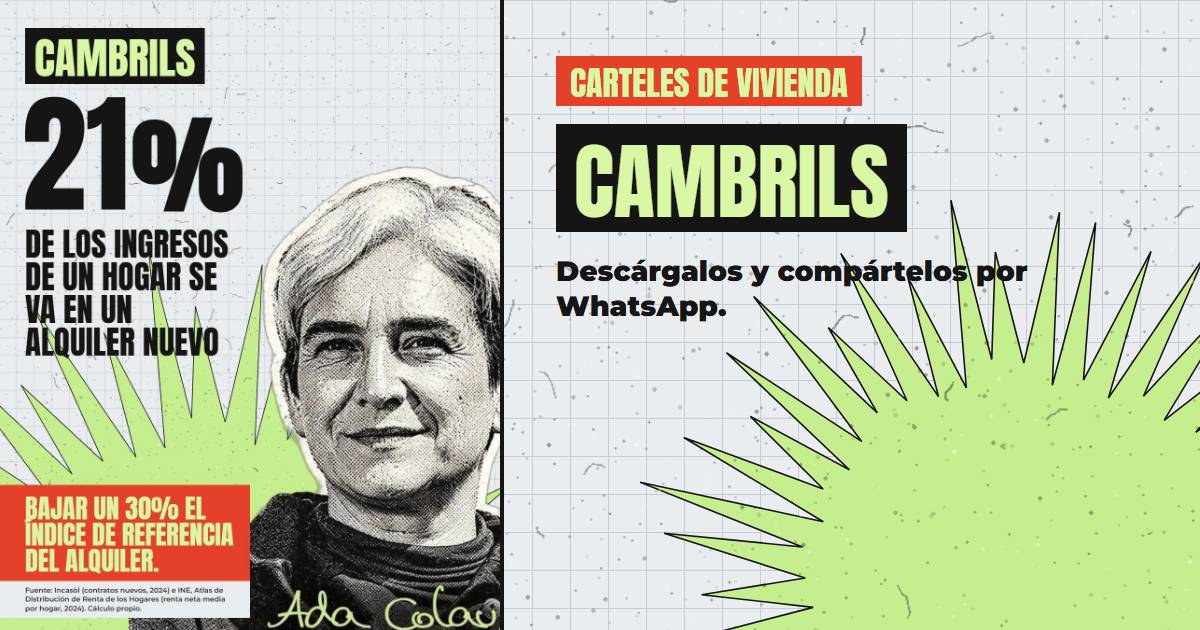 CAMBRILS
21%
DE LOS INGRESOS
DE UN HOGAR SE
VA EN UN
ALQUILER NUEVO
BAJAR UN 30% EL
ÍNDICE DE REFERENCIA
DEL ALQUILER.
Fuente: Incasòl (contratos nuevos, 2024) e INE, Atlas de
Distribución de Renta de los Hogares (renta neta media
por hogar, 2024). Cálculo propio.
Ada Colau
CARTELES DE VIVIENDA
CAMBRILS
Descárgalos y compártelos por
WhatsApp.